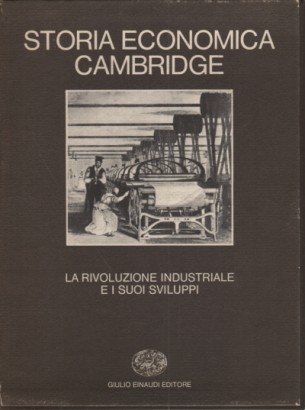 STORIA ECONOMICA
CAMBRIDGE
LA RIVOLUZIONE INDUSTRIALE
E I SUOI SVILUPPI
GIULIO EINAUDI EDITORE